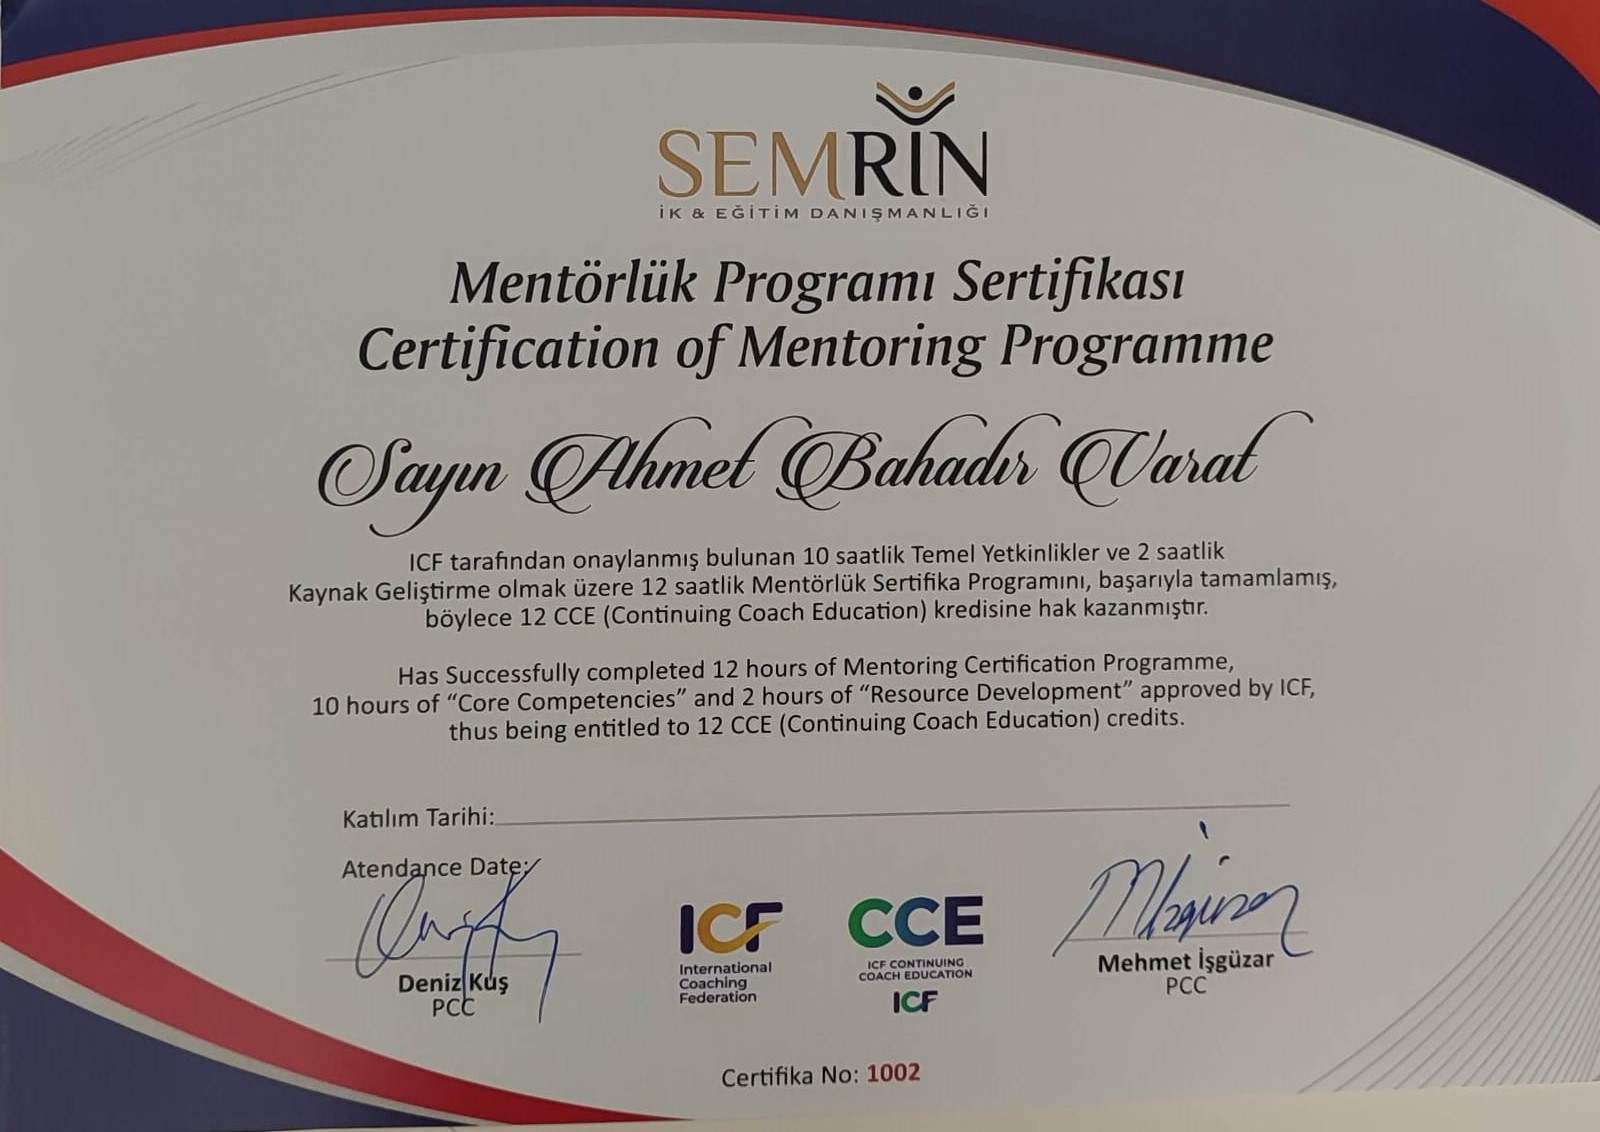 SEMRİN
İK & EĞİTİM DANIŞMANLIĞI
Mentörlük Programı Sertifikası
Certification of Mentoring Programme
Sayın Ahmet Bahadır Varat
ICF tarafından onaylanmış bulunan 10 saatlik Temel Yetkinlikler ve 2 saatlik
Kaynak Geliştirme olmak üzere 12 saatlik Mentörlük Sertifika Programını, başarıyla tamamlamış,
böylece 12 CCE (Continuing Coach Education) kredisine hak kazanmıştır.
Has Successfully completed 12 hours of Mentoring Certification Programme,
10 hours of “Core Competencies” and 2 hours of “Resource Development” approved by ICF,
thus being entitled to 12 CCE (Continuing Coach Education) credits.
Katılım Tarihi:
Atendance Date:
Deniz Kuş
PCC
ICF
International
Coaching
Federation
CCE
ICF CONTINUING
COACH EDUCATION
ICF
Mehmet İşgüzar
PCC
Certifika No: 1002